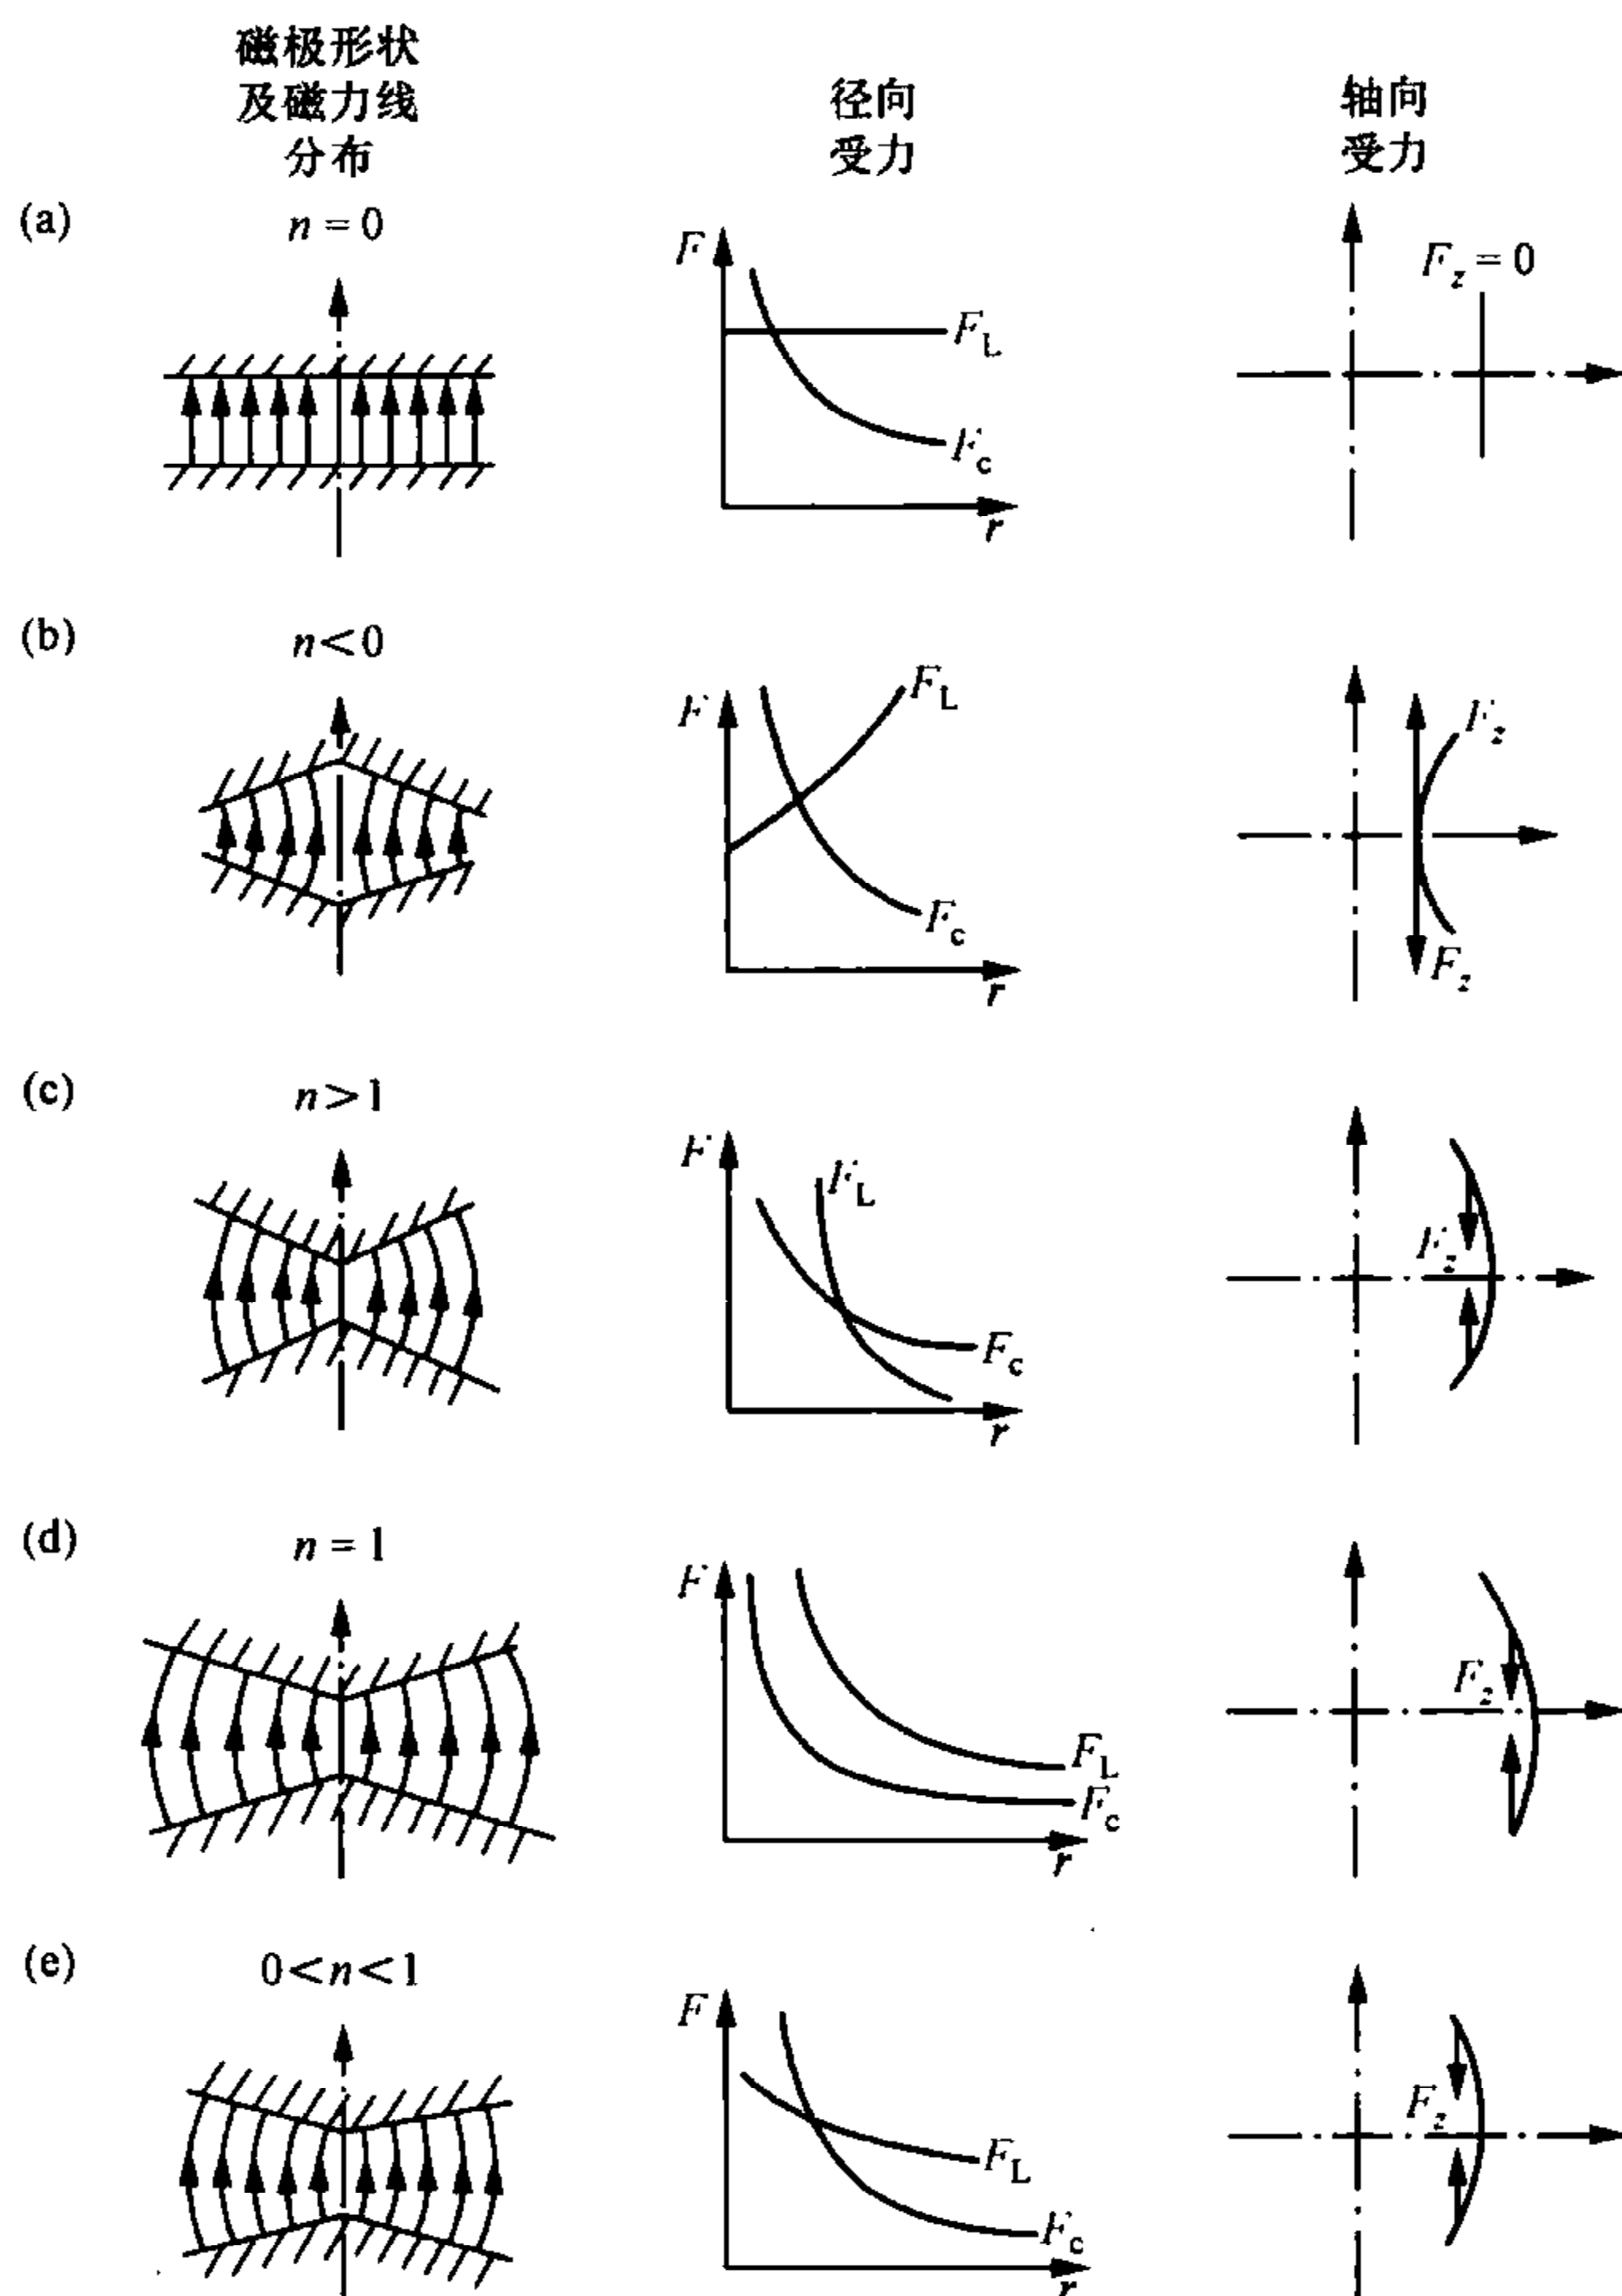 磁极形状
及磁力线
分布
径向
受力
轴向
受力
(a)
n = 0
F
F_L
F_c
r
F_z = 0
(b)
n<0
F
F_L
F_c
r
F_z
F_z
(c)
n>1
F
F_L
F_c
r
F_z
(d)
n = 1
F
F_L
F_c
r
F_z
(e)
0<n<1
F
F_L
F_c
r
F_z